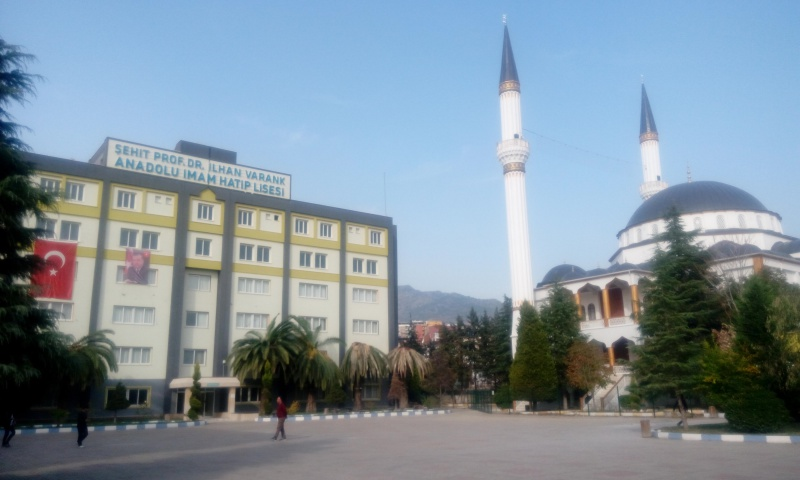 ŞEHİT PROF. DR. İLHAN VARANK
ANADOLU İMAM HATİP LİSESİ